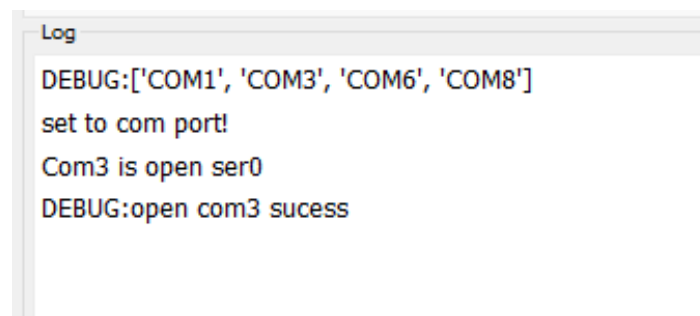 Log
DEBUG:['COM1', 'COM3', 'COM6', 'COM8']
set to com port!
Com3 is open ser0
DEBUG:open com3 sucess